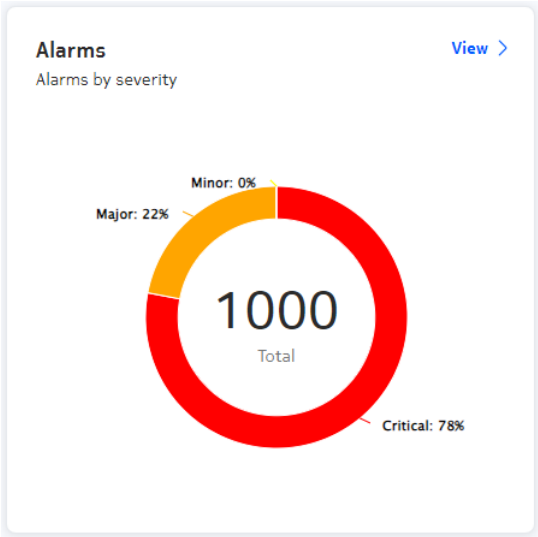 Alarms
View
Alarms by severity
Minor: 0%
Major: 22%
1000
Total
Critical: 78%